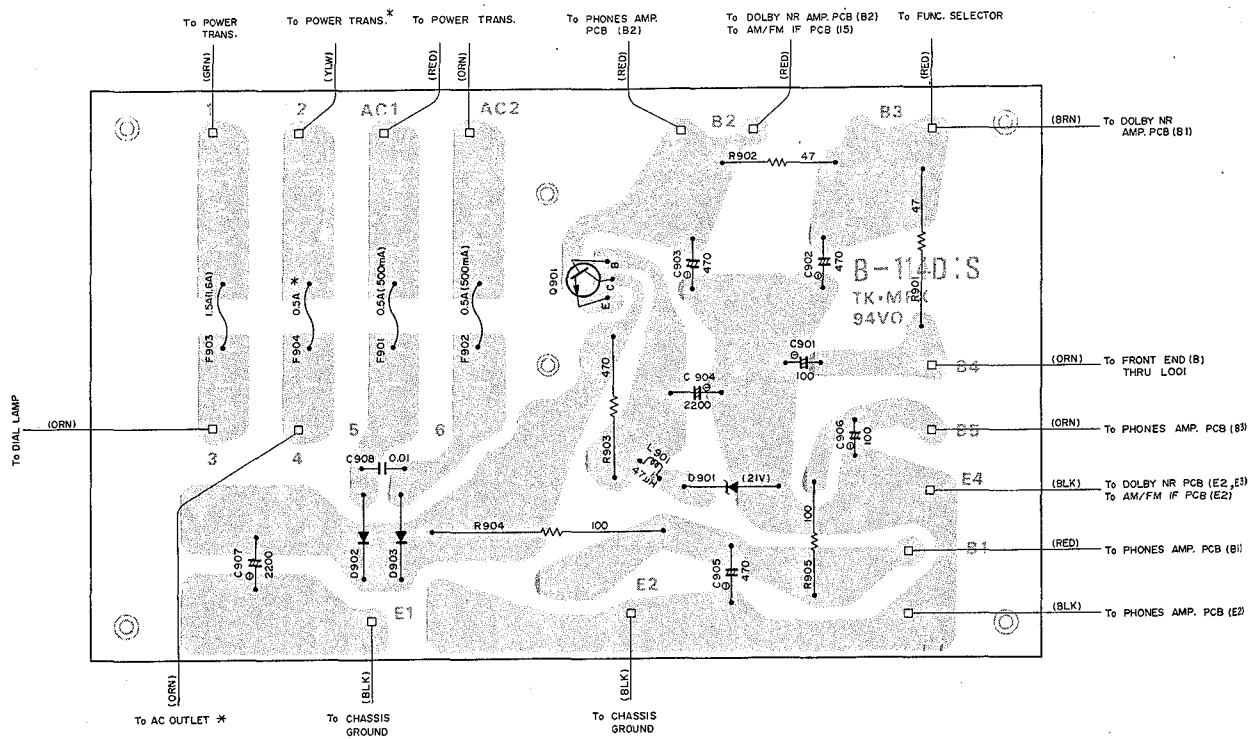 To POWER
TRANS.
To POWER TRANS.*
To POWER TRANS.
To PHONES AMP.
PCB (B2)
To DOLBY NR AMP. PCB (B2)
To AM/FM IF PCB (15)
To FUNC. SELECTOR
(GRN)
(YLW)
(RED)
(ORN)
(RED)
(RED)
(RED)
1
2
AC1
AC2
B2
B3
(BRN)
To DOLBY NR
AMP. PCB (B1)
R902
47
47
R901
C903
470
C902
470
Q901
B
C
E
B-114D:S
TK·MPX
94VO
F903
1.5A(1.6A)
F904
0.5A *
F901
0.5A (500mA)
F902
0.5A (500mA)
C901
100
B4
(ORN)
To FRONT END (B)
THRU L001
470
R903
C 904
2200
To DIAL LAMP
(ORN)
3
4
5
6
C906
100
B5
(ORN)
To PHONES AMP. PCB (B3)
C908
0.01
L901
47μH
D901
(21V)
E4
(BLK)
To DOLBY NR PCB (E2, E3)
To AM/FM IF PCB (E2)
R904
100
100
R905
B1
(RED)
To PHONES AMP. PCB (B1)
C907
2200
D902
D903
C905
470
E1
E2
(BLK)
To PHONES AMP. PCB (E2)
(ORN)
(BLK)
(BLK)
To AC OUTLET *
To CHASSIS
GROUND
To CHASSIS
GROUND